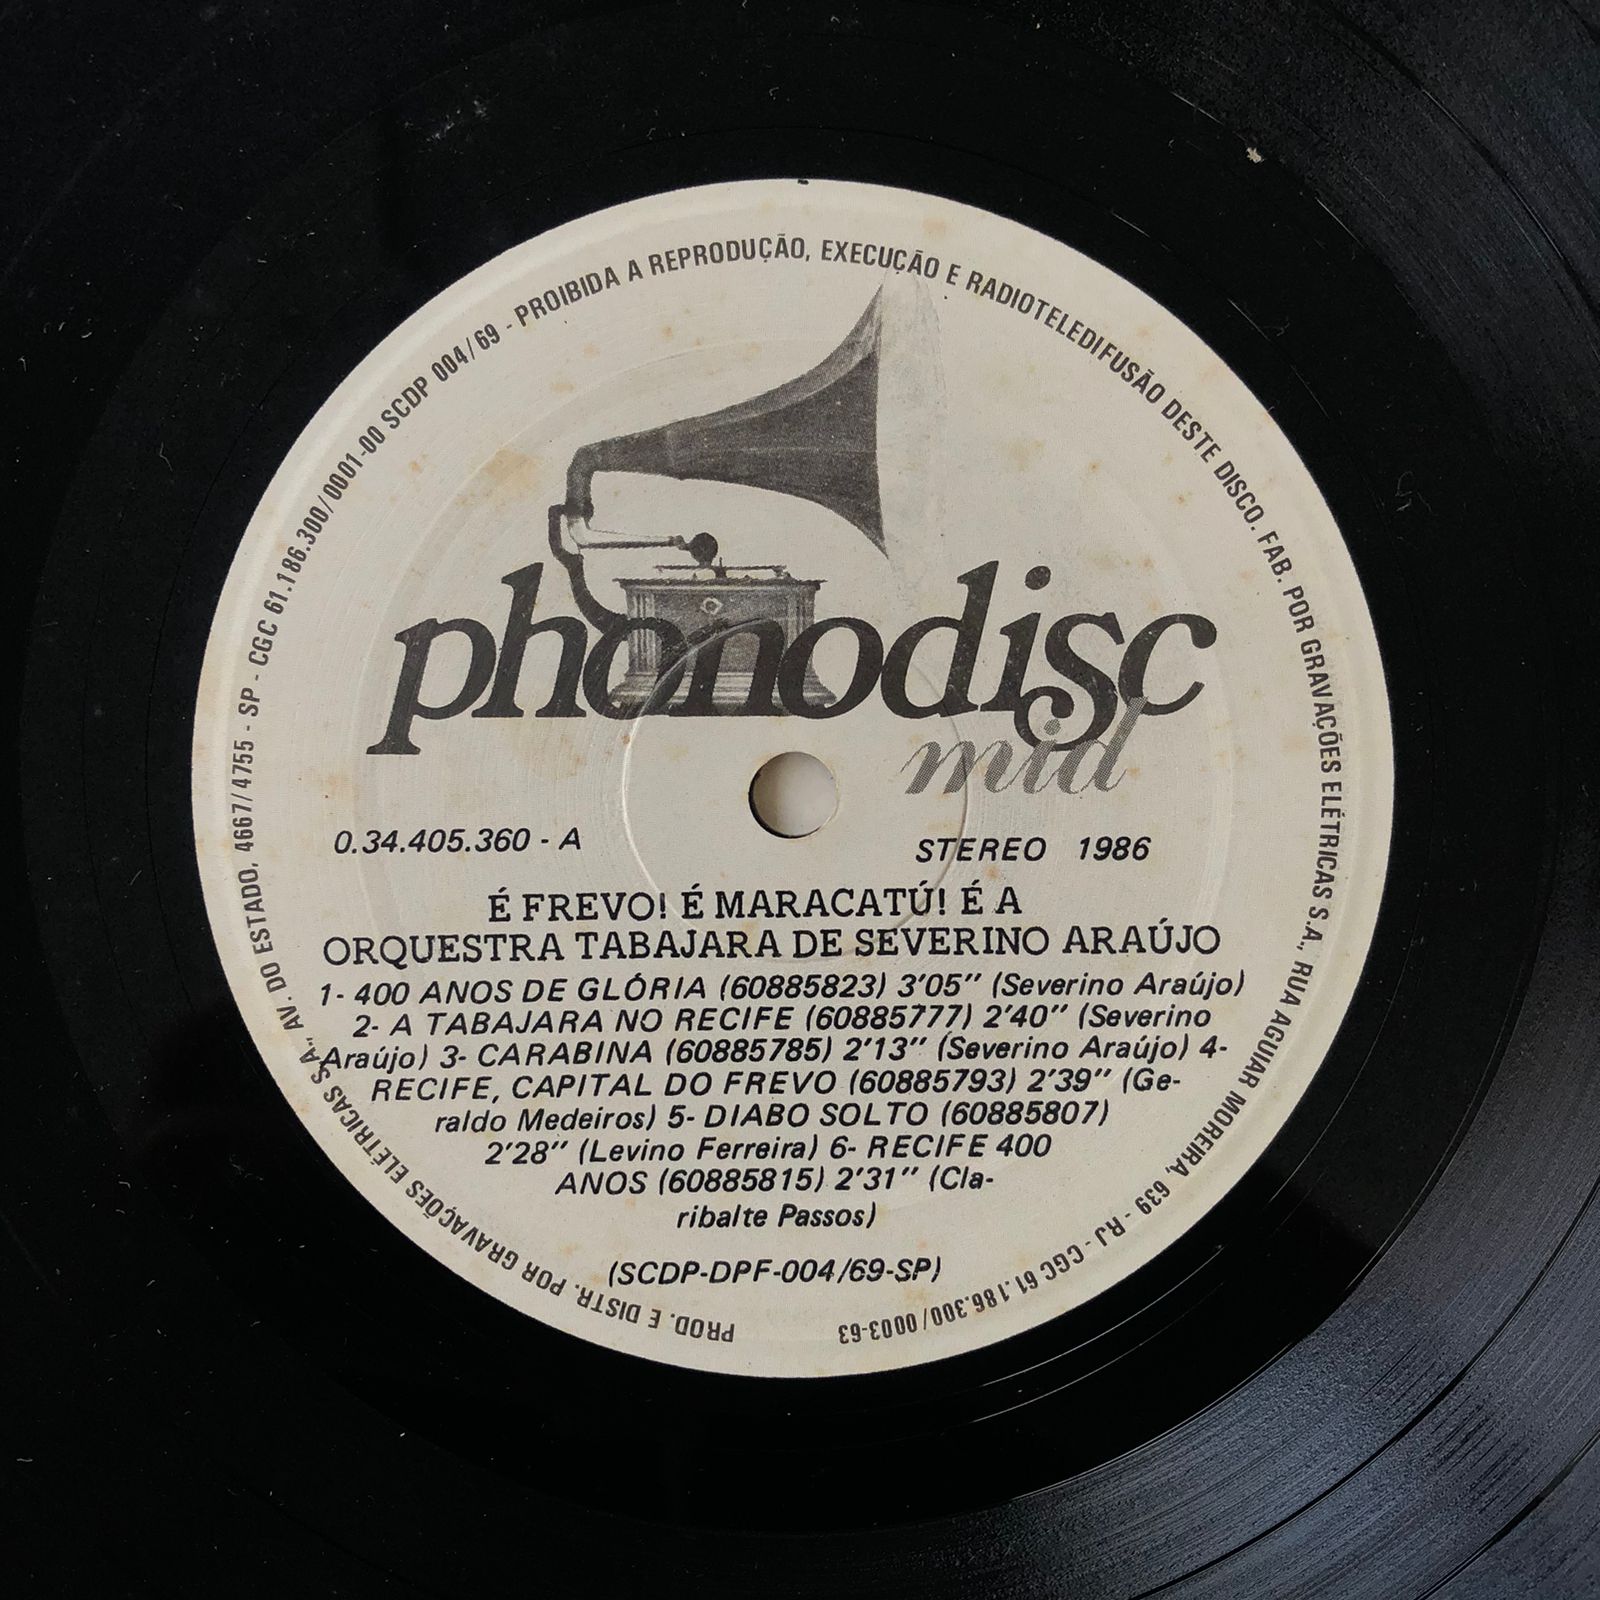 PROD. E DISTR. POR GRAVAÇÕES ELÉTRICAS S.A., AV. DO ESTADO, 4667/4755 - SP - CGC 61.186.300/0001-00 SCDP 004/69 - PROIBIDA A REPRODUÇÃO, EXECUÇÃO E RADIOTELEDIFUSÃO DESTE DISCO. FAB. POR GRAVAÇÕES ELÉTRICAS S.A., RUA AGUIAR MOREIRA, 639 - RJ - CGC 61.186.300/0003-63
phonodisc
mid
0.34.405.360 - A
STEREO 1986
É FREVO! É MARACATÚ! É A
ORQUESTRA TABAJARA DE SEVERINO ARAÚJO
1- 400 ANOS DE GLÓRIA (60885823) 3'05" (Severino Araújo)
2- A TABAJARA NO RECIFE (60885777) 2'40" (Severino
Araújo) 3- CARABINA (60885785) 2'13" (Severino Araújo) 4-
RECIFE, CAPITAL DO FREVO (60885793) 2'39" (Ge-
raldo Medeiros) 5- DIABO SOLTO (60885807)
2'28" (Levino Ferreira) 6- RECIFE 400
ANOS (60885815) 2'31" (Cla-
ribalte Passos)
(SCDP-DPF-004/69-SP)